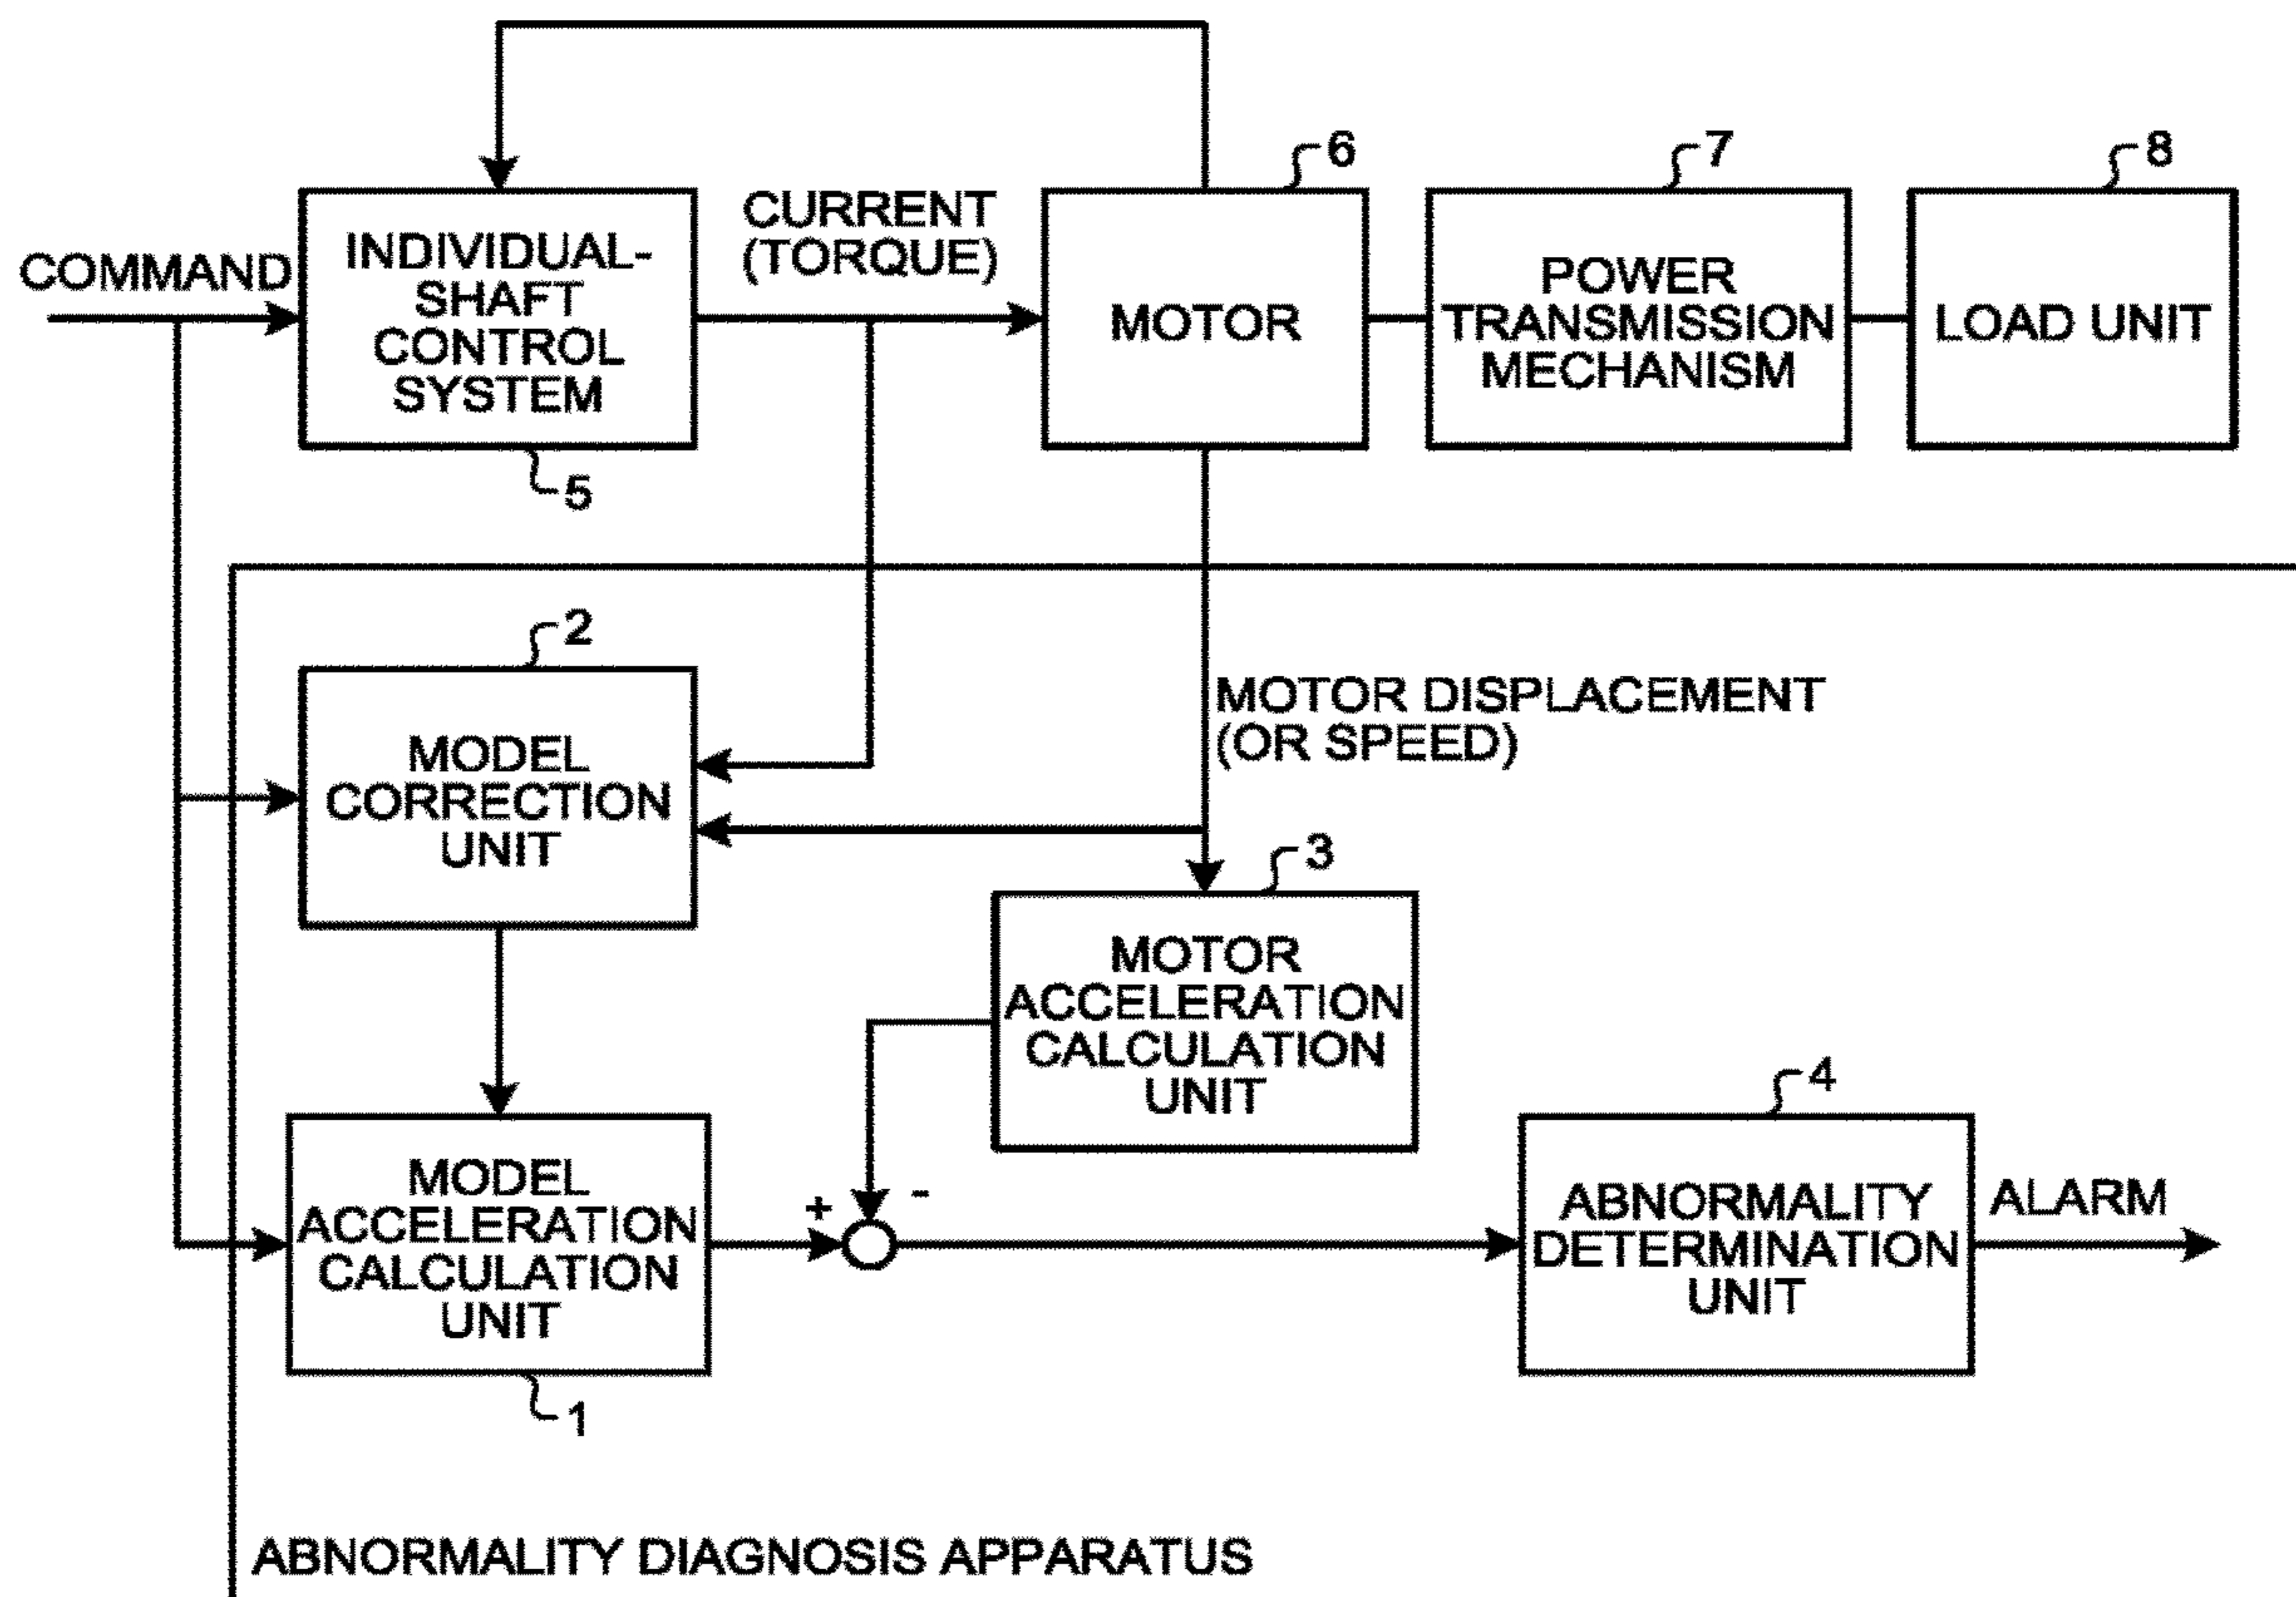 6
7
8
COMMAND
INDIVIDUAL-
SHAFT
CONTROL
SYSTEM
5
CURRENT
(TORQUE)
MOTOR
POWER
TRANSMISSION
MECHANISM
LOAD UNIT
2
MODEL
CORRECTION
UNIT
MOTOR DISPLACEMENT
(OR SPEED)
3
MOTOR
ACCELERATION
CALCULATION
UNIT
MODEL
ACCELERATION
CALCULATION
UNIT
1
+
-
4
ABNORMALITY
DETERMINATION
UNIT
ALARM
ABNORMALITY DIAGNOSIS APPARATUS